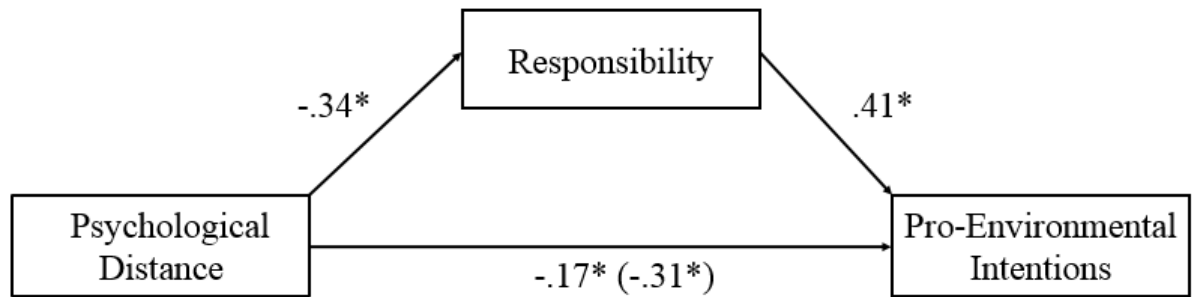 Responsibility
-.34*
.41*
Psychological
Distance
Pro-Environmental
Intentions
-.17* (-.31*)